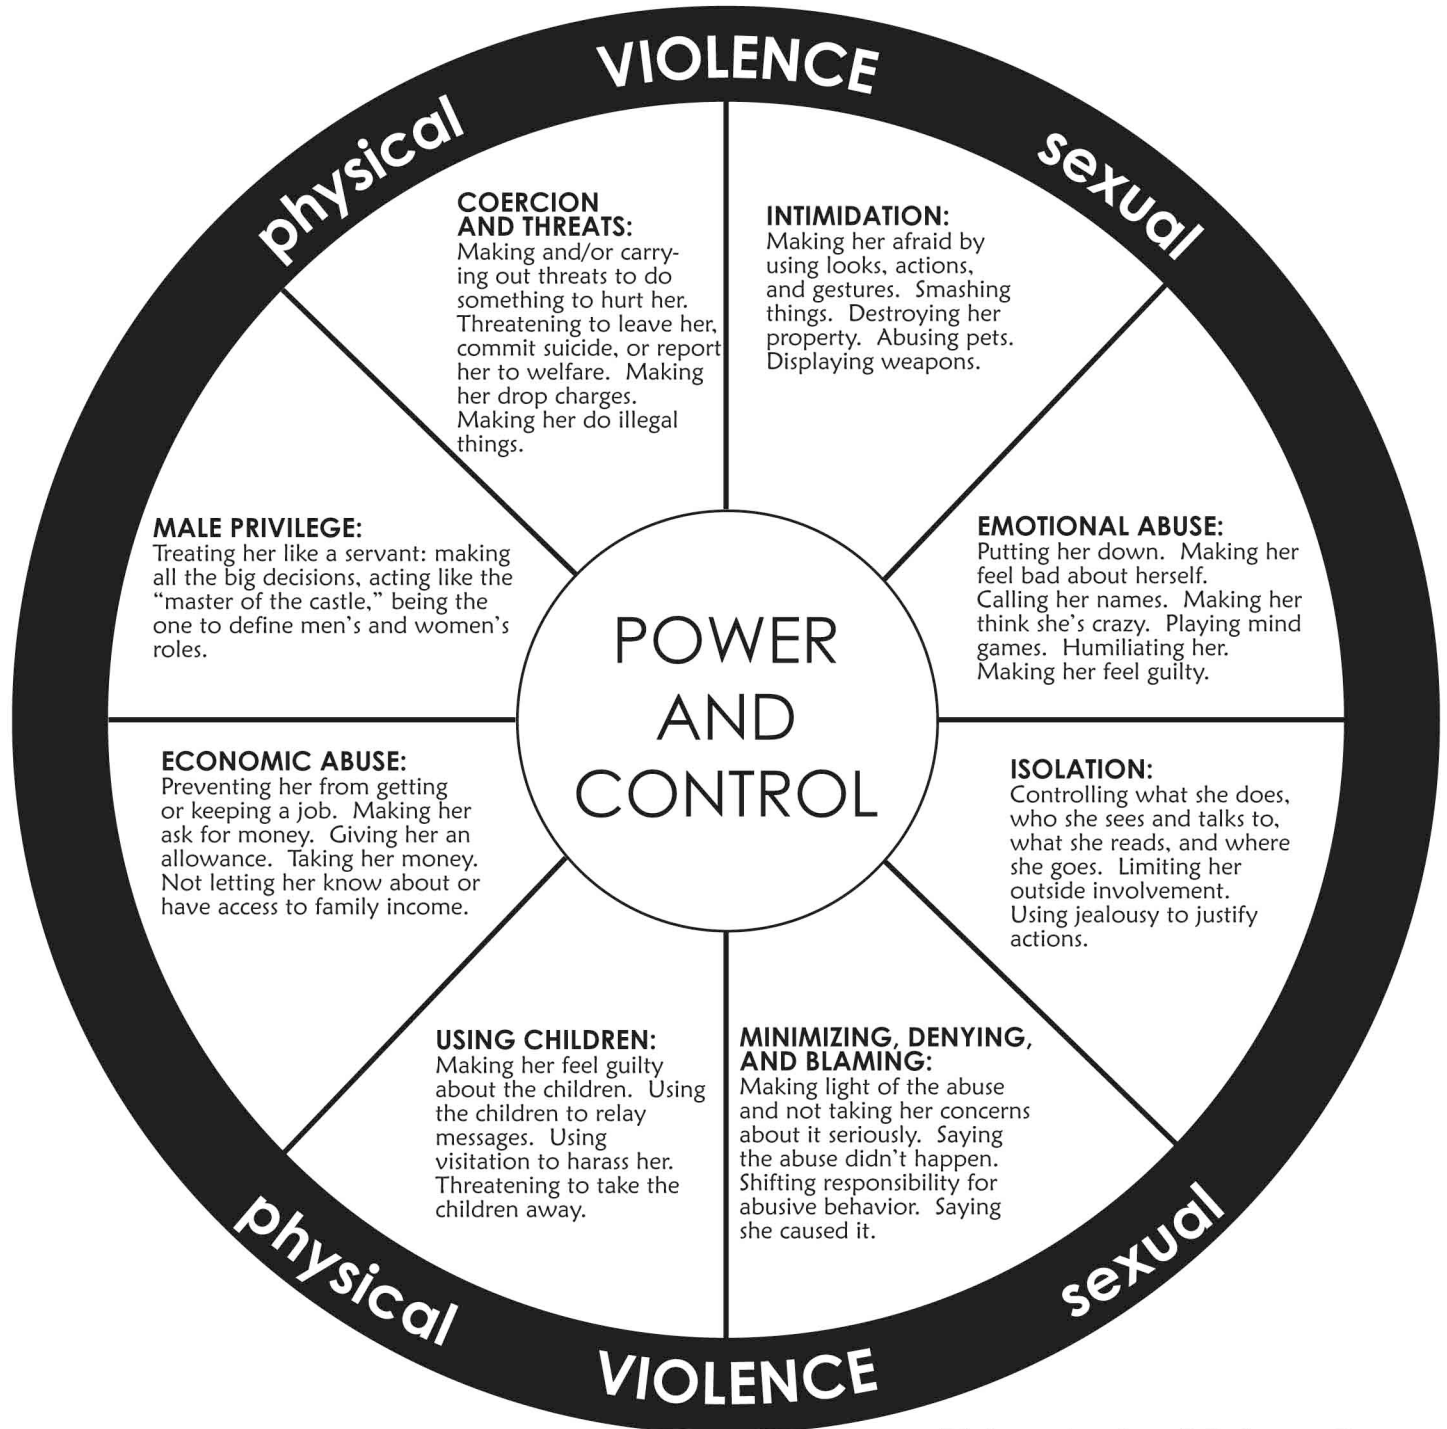 VIOLENCE
physical
sexual
COERCION
AND THREATS:
Making and/or carry-
ing out threats to do
something to hurt her.
Threatening to leave her,
commit suicide, or report
her to welfare.  Making
her drop charges.
Making her do illegal
things.
INTIMIDATION:
Making her afraid by
using looks, actions,
and gestures.  Smashing
things.  Destroying her
property.  Abusing pets.
Displaying weapons.
MALE PRIVILEGE:
Treating her like a servant: making
all the big decisions, acting like the
“master of the castle,” being the
one to define men’s and women’s
roles.
EMOTIONAL ABUSE:
Putting her down.  Making her
feel bad about herself.
Calling her names.  Making her
think she’s crazy.  Playing mind
games.  Humiliating her.
Making her feel guilty.
POWER
AND
CONTROL
ECONOMIC ABUSE:
Preventing her from getting
or keeping a job.  Making her
ask for money.  Giving her an
allowance.  Taking her money.
Not letting her know about or
have access to family income.
ISOLATION:
Controlling what she does,
who she sees and talks to,
what she reads, and where
she goes.  Limiting her
outside involvement.
Using jealousy to justify
actions.
USING CHILDREN:
Making her feel guilty
about the children.  Using
the children to relay
messages.  Using
visitation to harass her.
Threatening to take the
children away.
MINIMIZING, DENYING,
AND BLAMING:
Making light of the abuse
and not taking her concerns
about it seriously.  Saying
the abuse didn’t happen.
Shifting responsibility for
abusive behavior.  Saying
she caused it.
physical
sexual
VIOLENCE